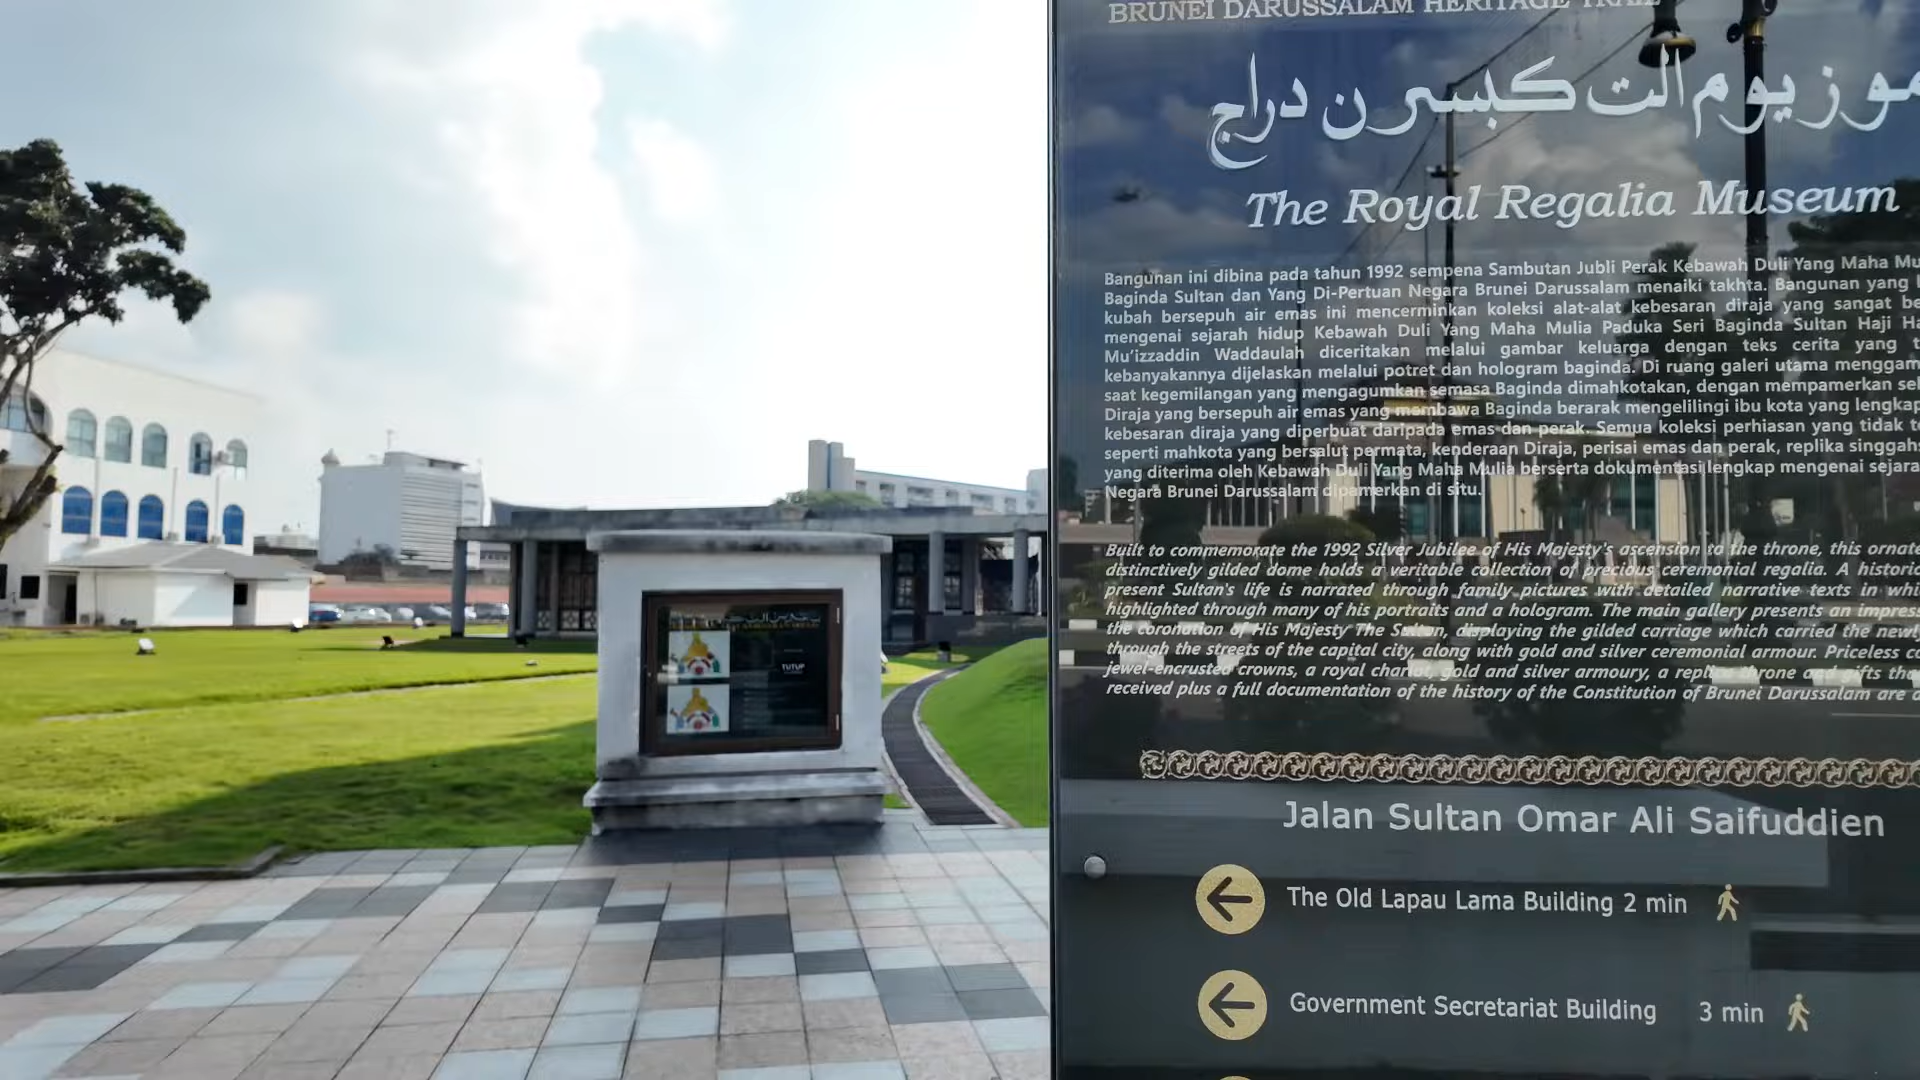 BRUNEI DARUSSALAM HERITAGE TRAIL
موزيوم الت كبسرن دراج
The Royal Regalia Museum
Bangunan ini dibina pada tahun 1992 sempena Sambutan Jubli Perak Kebawah Duli Yang Maha
Baginda Sultan dan Yang Di-Pertuan Negara Brunei Darussalam menaiki takhta. Bangunan yang
kubah bersepuh air emas ini mencerminkan koleksi alat-alat kebesaran diraja yang sangat
mengenai sejarah hidup Kebawah Duli Yang Maha Mulia Paduka Seri Baginda Sultan Haji
Mu'izzaddin Waddaulah diceritakan melalui gambar keluarga dengan teks cerita yang
kebanyakannya dijelaskan melalui potret dan hologram baginda. Di ruang galeri utama
saat kegemilangan yang mengagumkan semasa Baginda dimahkotakan, dengan mempamerkan
Diraja yang bersepuh air emas yang membawa Baginda berarak mengelilingi ibu kota yang lengkap
kebesaran diraja yang diperbuat daripada emas dan perak. Semua koleksi perhiasan yang tidak
seperti mahkota yang bersalut permata, kenderaan Diraja, perisai emas dan perak, replika
yang diterima oleh Kebawah Duli Yang Maha Mulia berserta dokumentasi lengkap mengenai
Negara Brunei Darussalam dipamerkan di situ.
Built to commemorate the 1992 Silver Jubilee of His Majesty's ascension to the throne, this
distinctively gilded dome holds a veritable collection of precious ceremonial regalia. A
present Sultan's life is narrated through family pictures with detailed narrative texts in
highlighted through many of his portraits and a hologram. The main gallery presents an
the coronation of His Majesty The Sultan, displaying the gilded carriage which carried the
through the streets of the capital city, along with gold and silver ceremonial armour. Priceless
jewel-encrusted crowns, a royal chariot, gold and silver armoury, a replica throne and gifts
received plus a full documentation of the history of the Constitution of Brunei Darussalam are
Jalan Sultan Omar Ali Saifuddien
The Old Lapau Lama Building 2 min
Government Secretariat Building 3 min
TUTUP